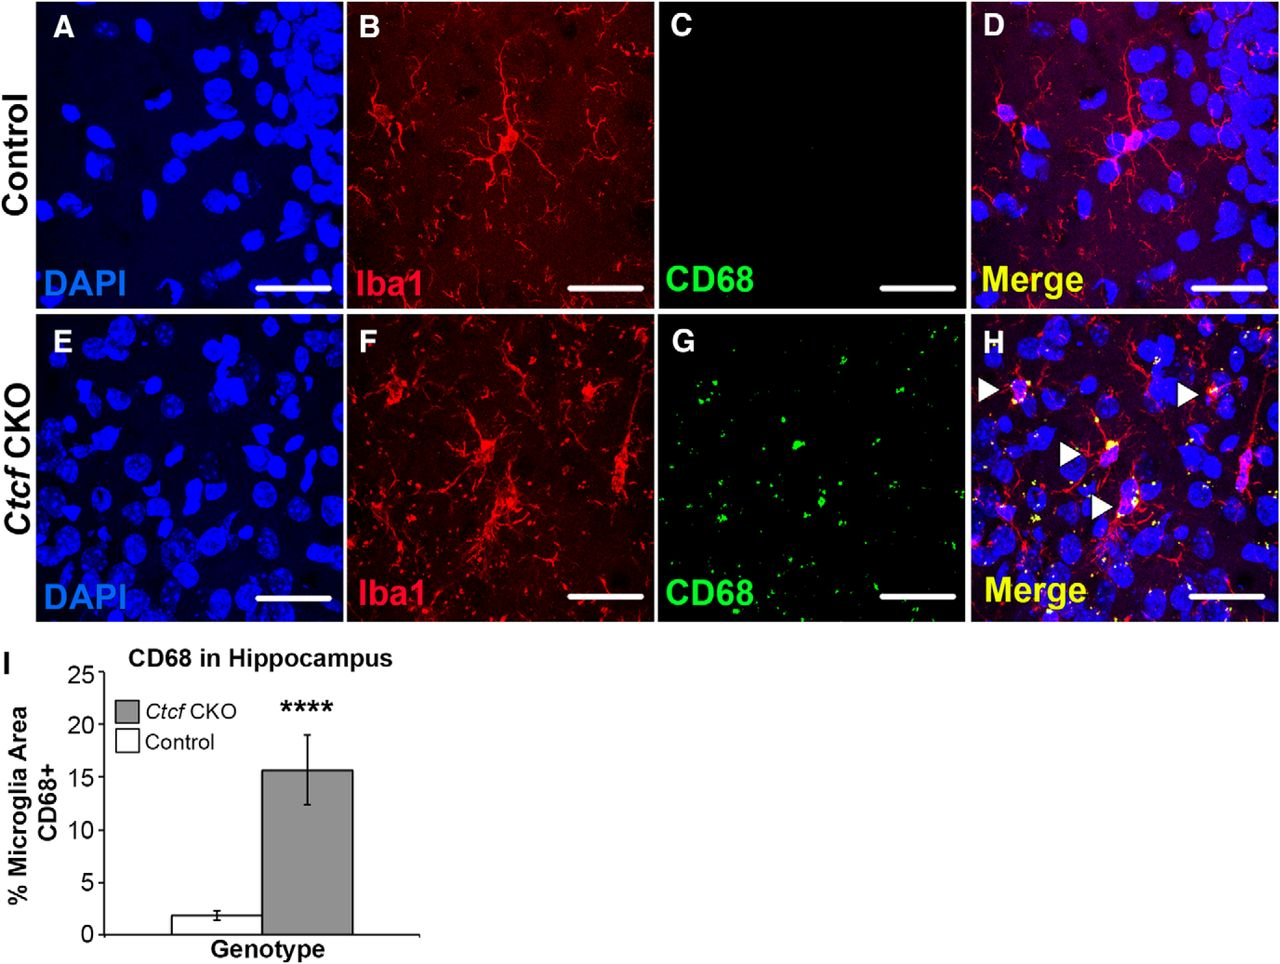 Control
A
DAPI
B
Iba1
C
CD68
D
Merge
Ctcf CKO
E
DAPI
F
Iba1
G
CD68
H
Merge
I
CD68 in Hippocampus
% Microglia Area
CD68+
25
20
15
10
5
0
Ctcf CKO
Control
****
Genotype